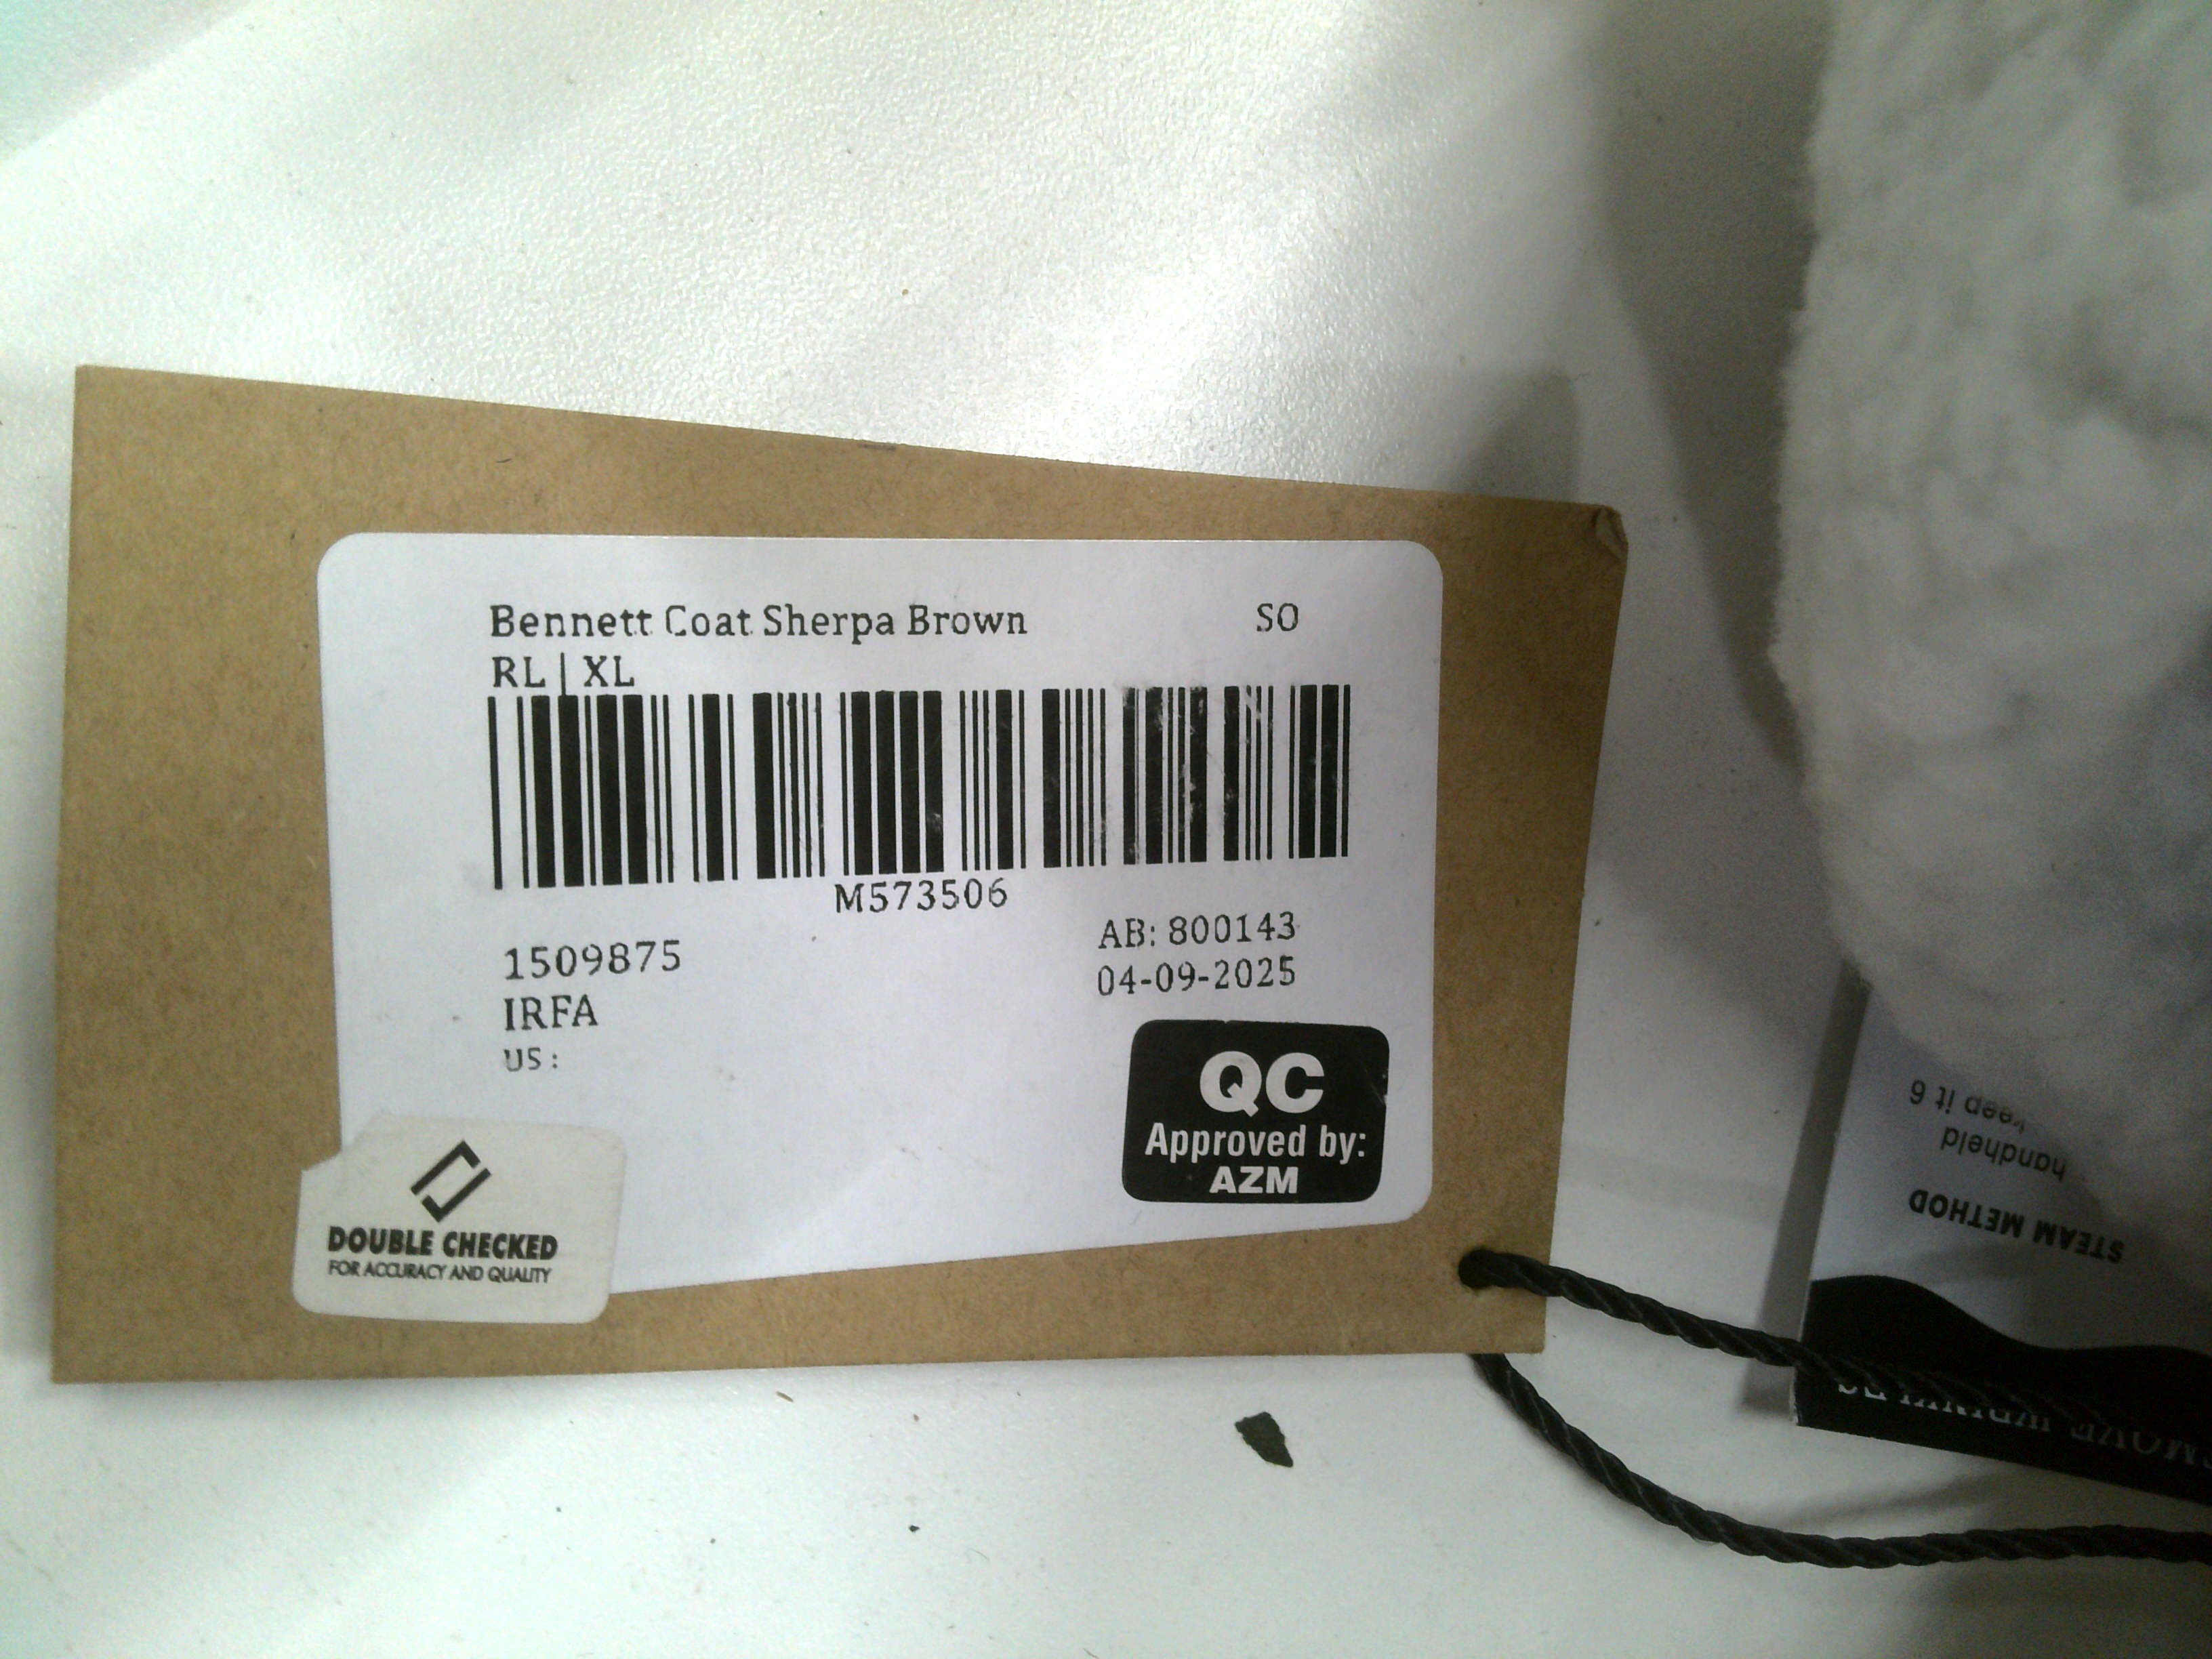 Bennett Coat Sherpa Brown SO
RL | XL
M573506
1509875
AB: 800143
IRFA
04-09-2025
US :
QC
Approved by:
AZM
DOUBLE CHECKED
FOR ACCURACY AND QUALITY
STEAM METHOD
handheld
it 6